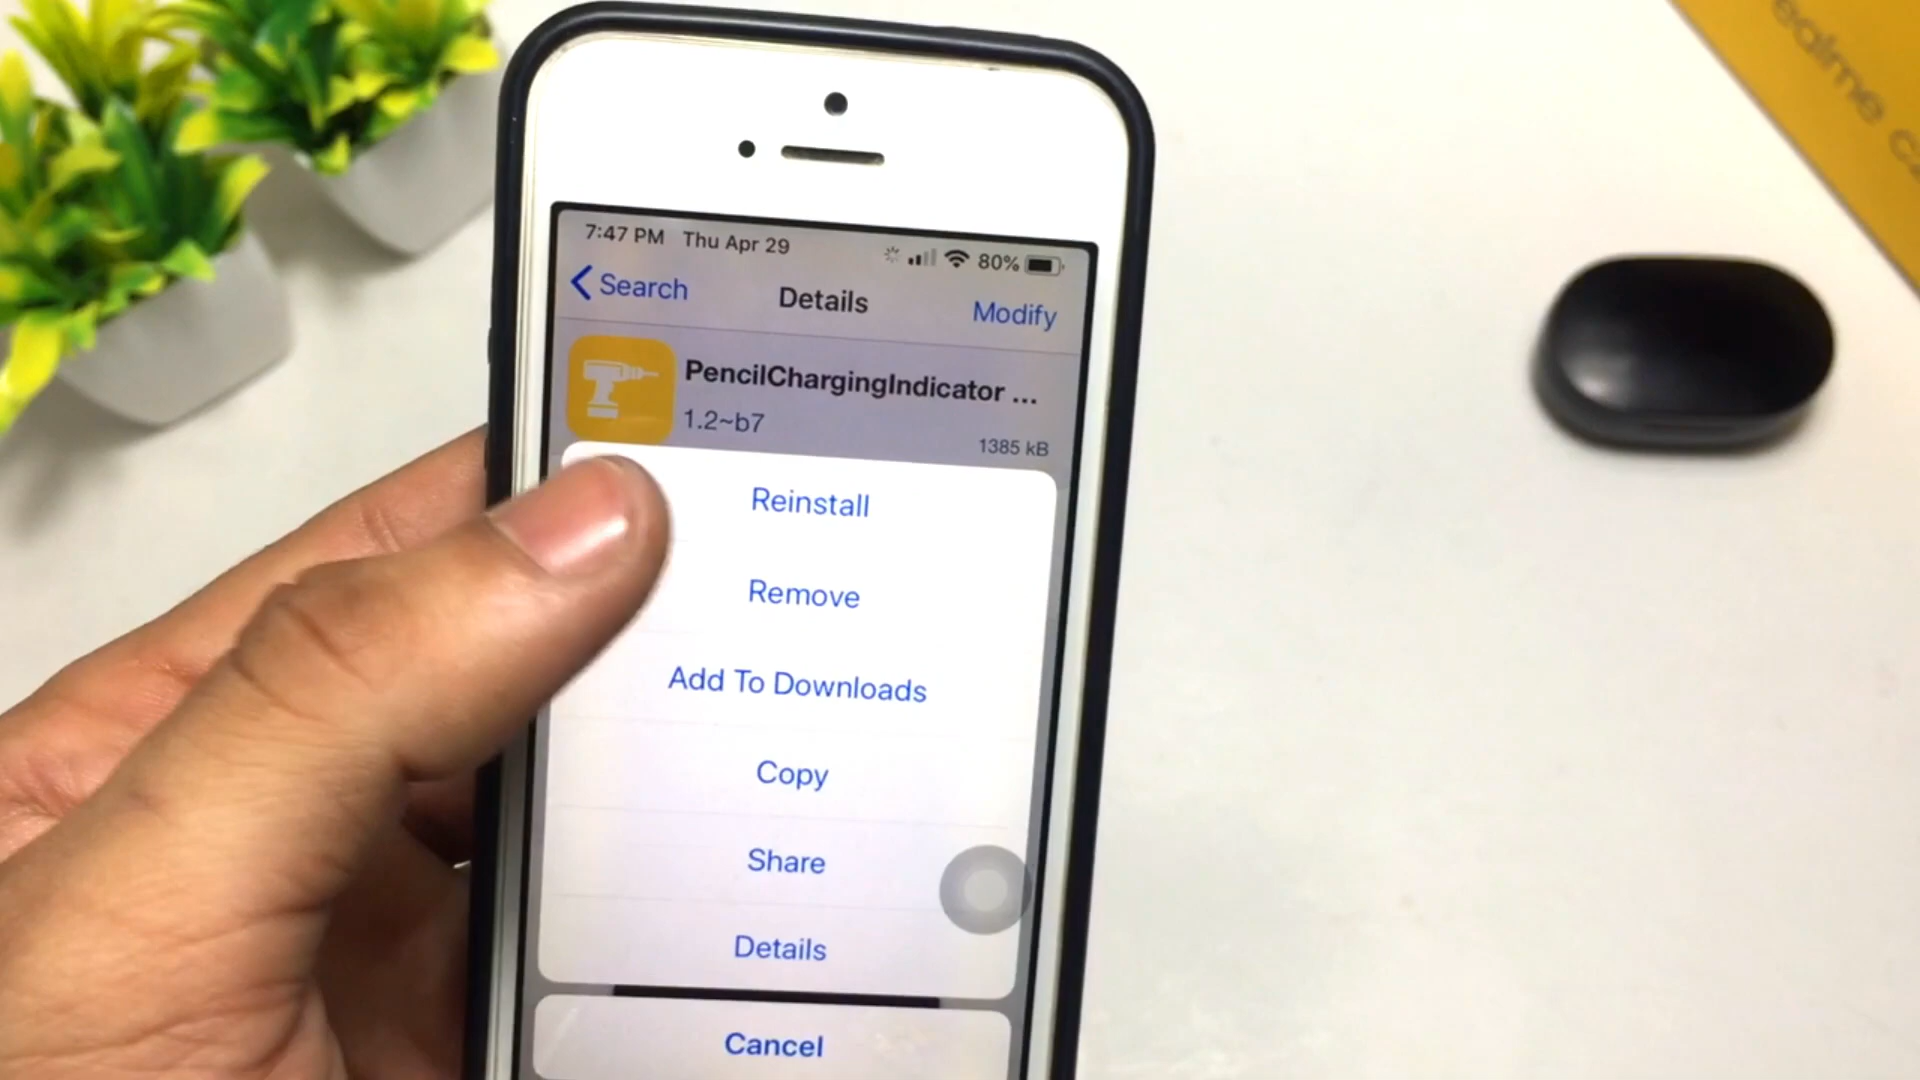 realme
7:47 PM Thu Apr 29 80%
Search Details Modify
PencilChargingIndicator ...
1.2~b7
1385 kB
Reinstall
Remove
Add To Downloads
Copy
Share
Details
Cancel